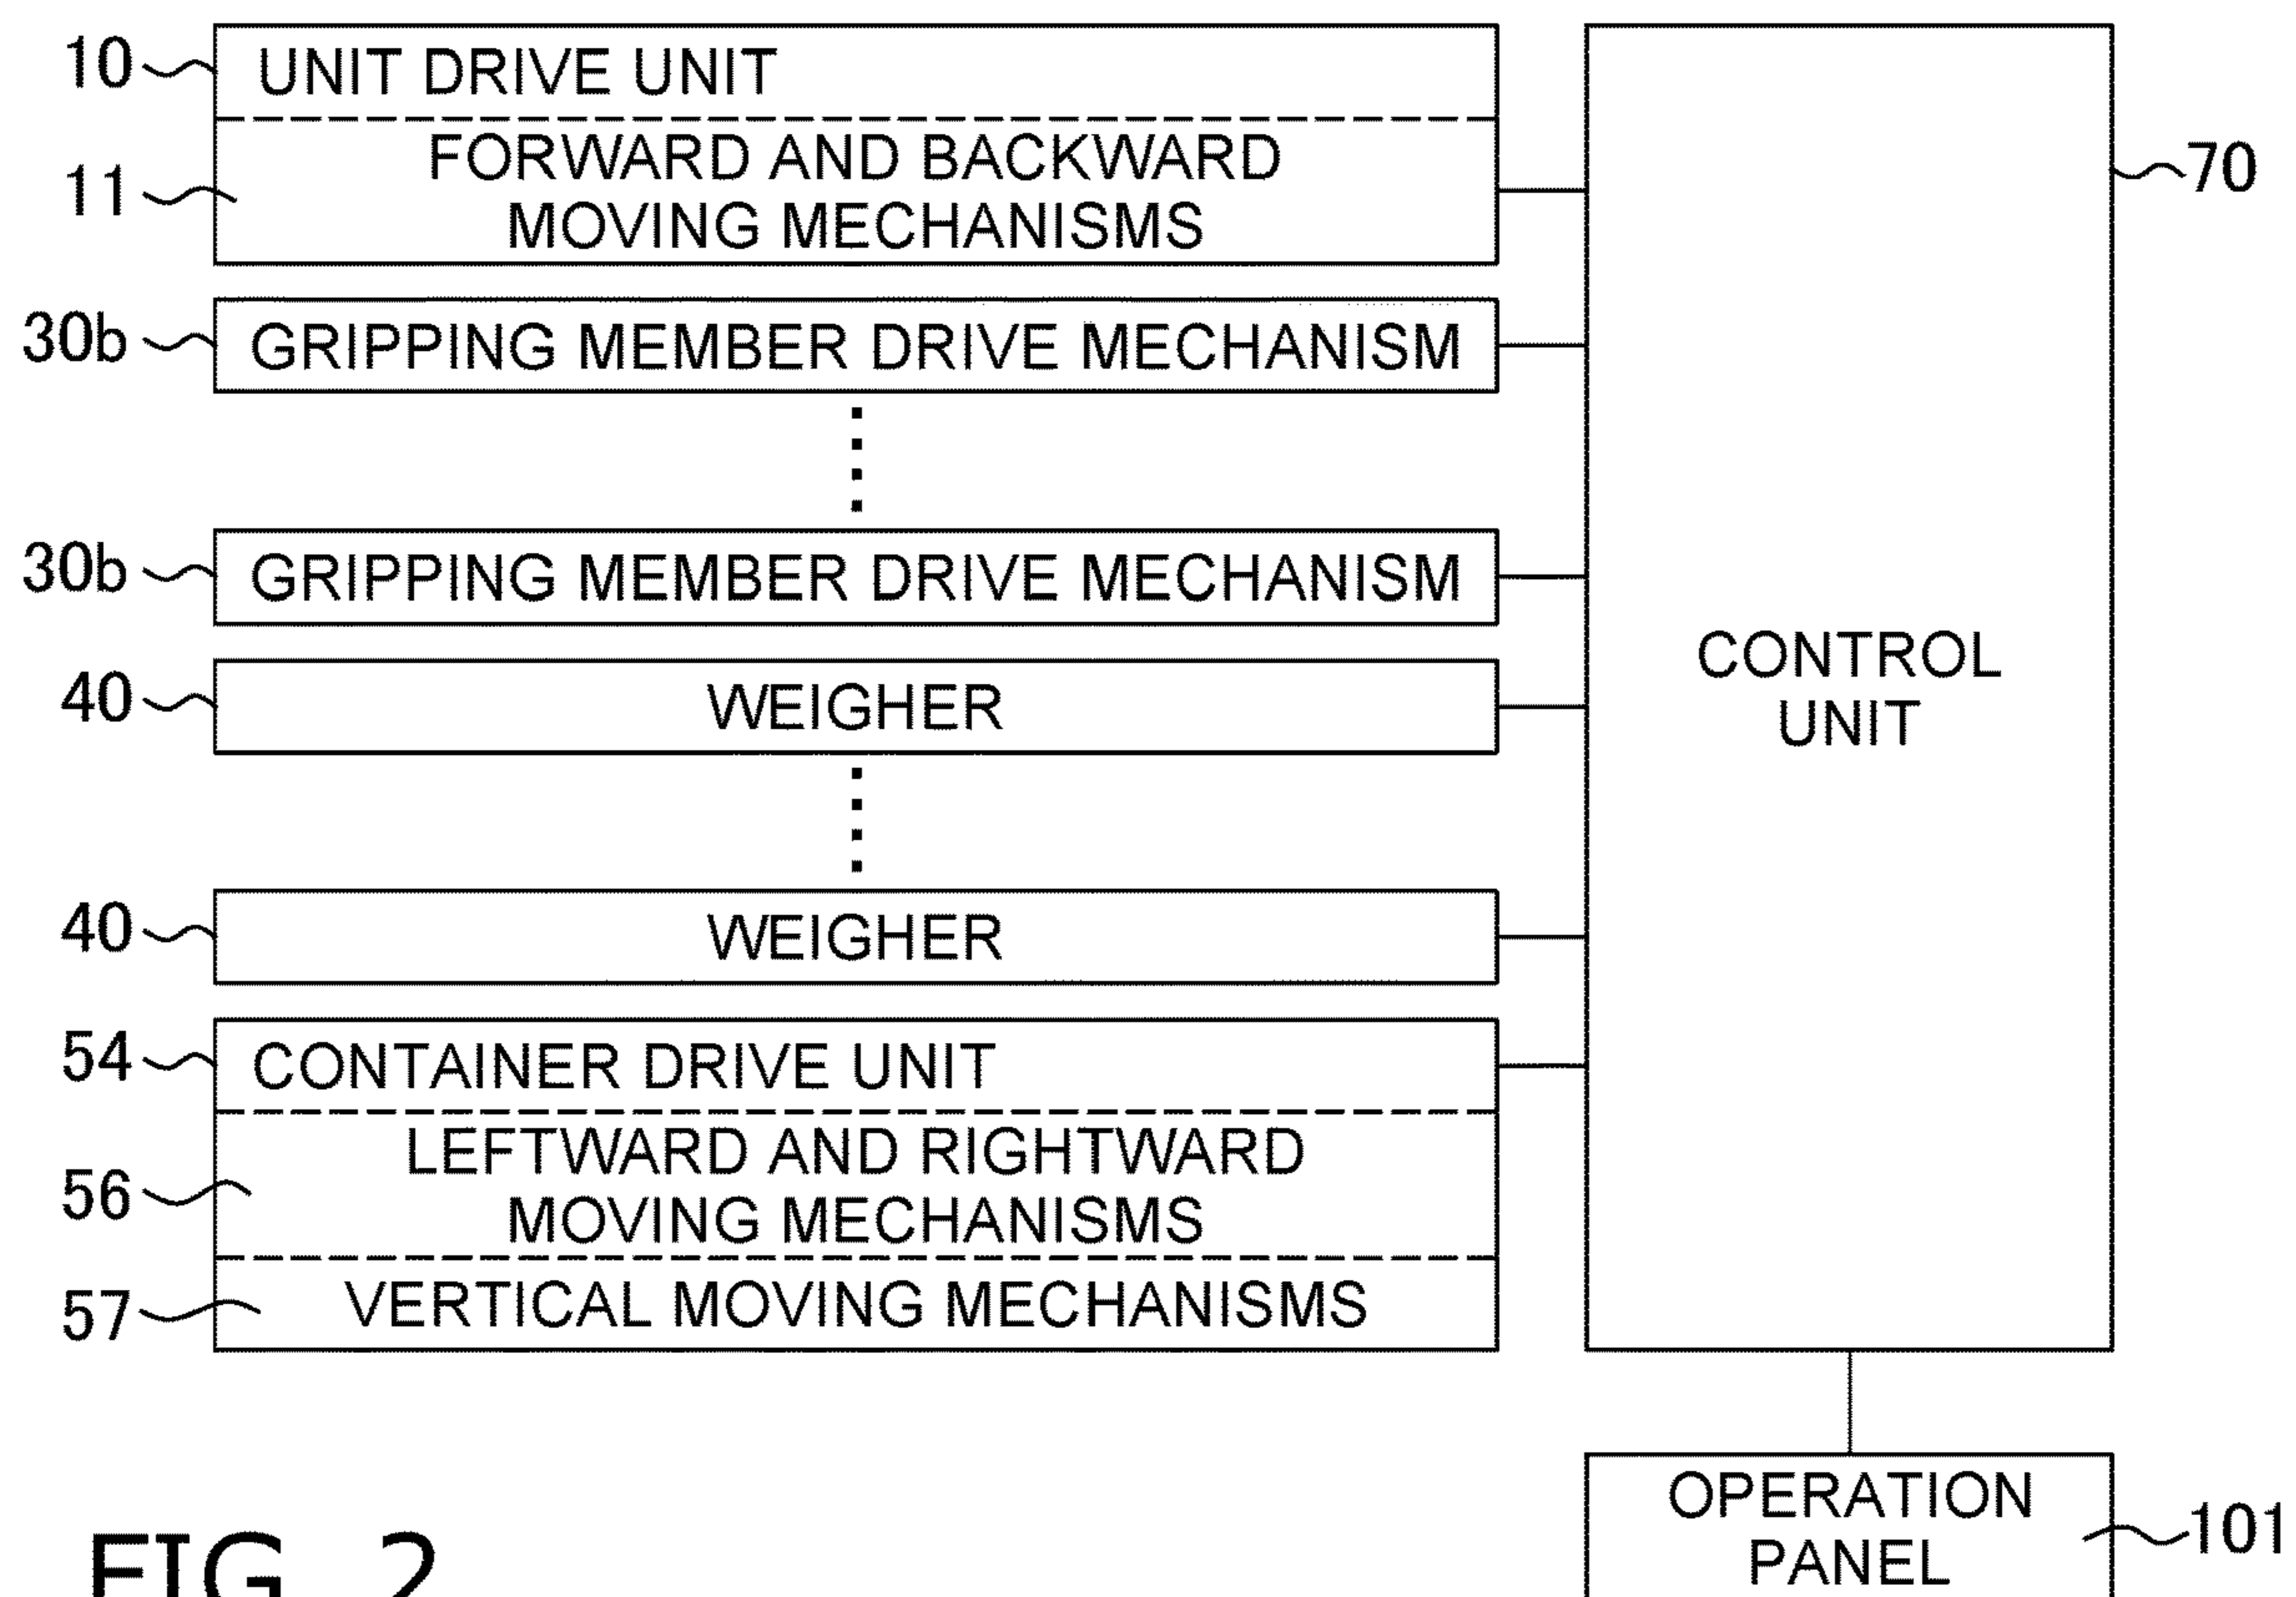 10
UNIT DRIVE UNIT
11
FORWARD AND BACKWARD
MOVING MECHANISMS
70
30b
GRIPPING MEMBER DRIVE MECHANISM
30b
GRIPPING MEMBER DRIVE MECHANISM
40
WEIGHER
CONTROL
UNIT
40
WEIGHER
54
CONTAINER DRIVE UNIT
56
LEFTWARD AND RIGHTWARD
MOVING MECHANISMS
57
VERTICAL MOVING MECHANISMS
OPERATION
PANEL
101
FIG. 2